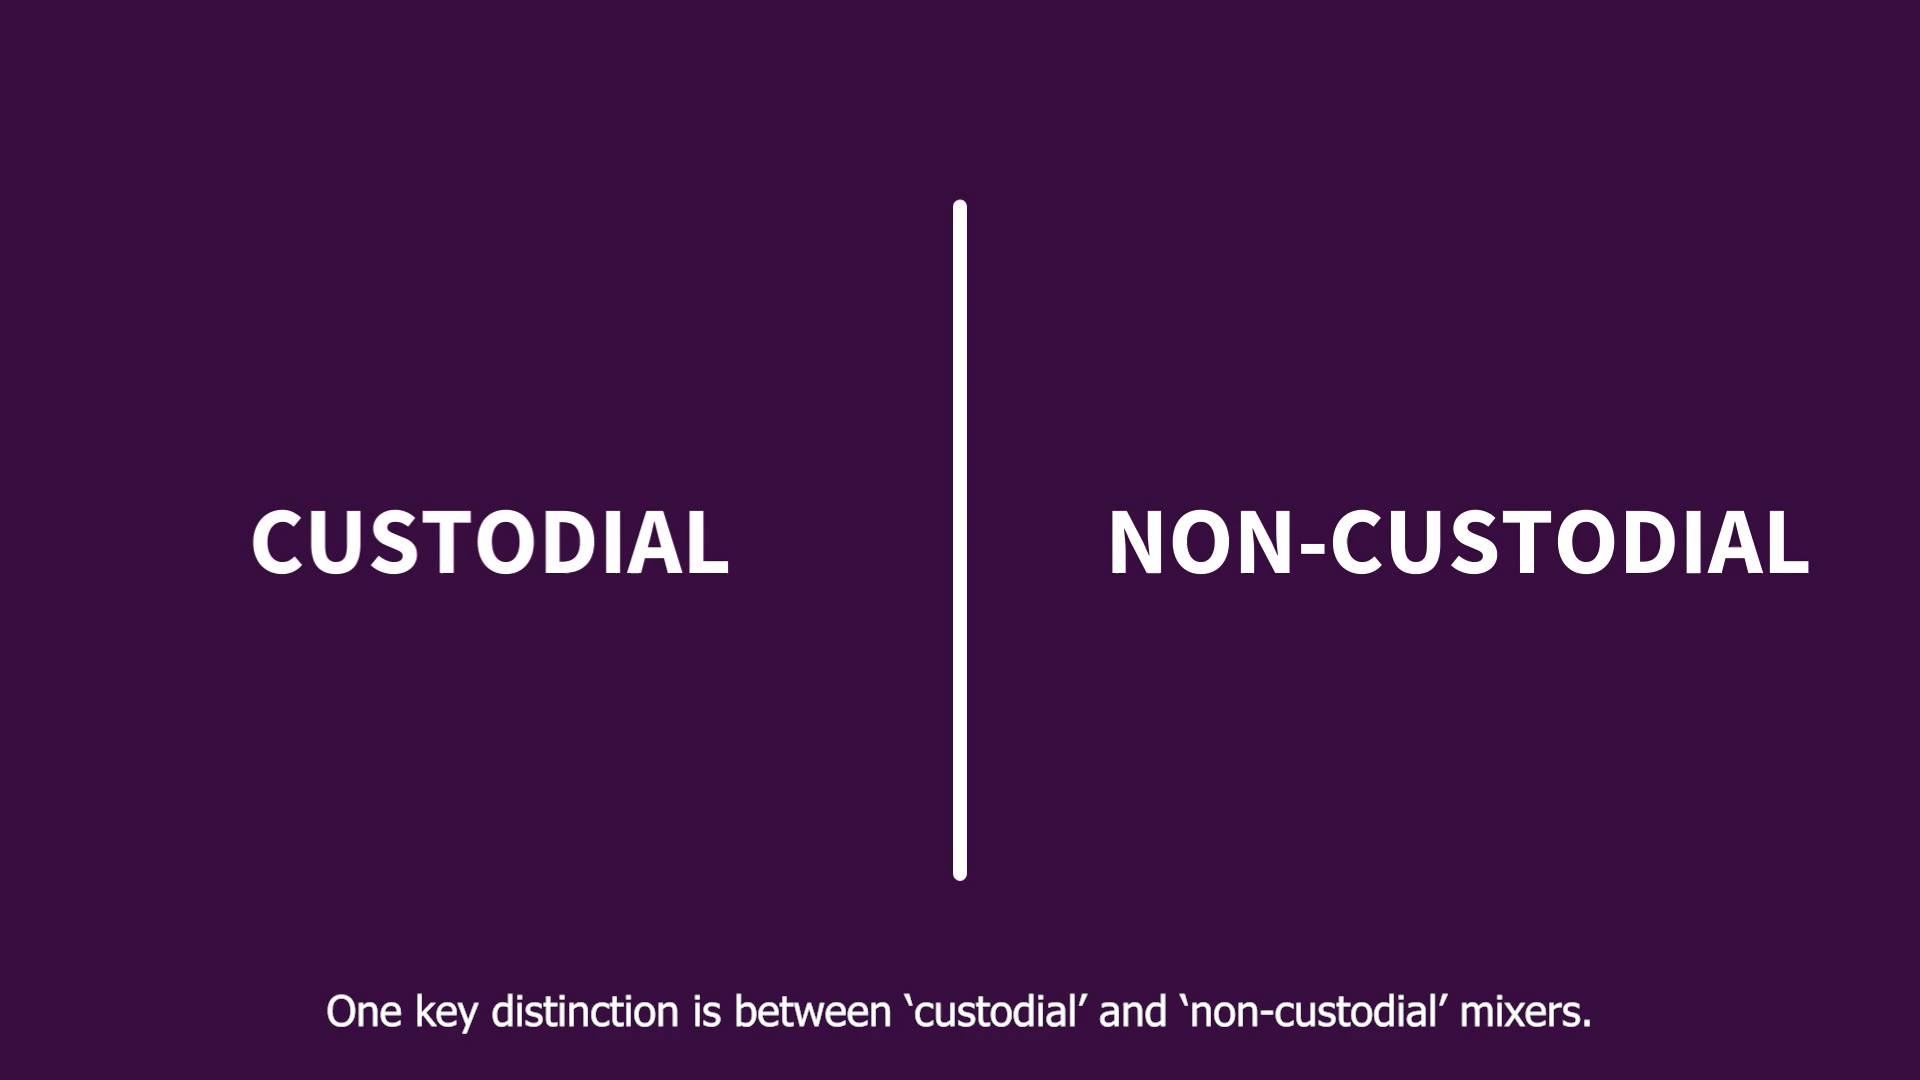 CUSTODIAL
NON-CUSTODIAL
One key distinction is between ‘custodial’ and ‘non-custodial’ mixers.